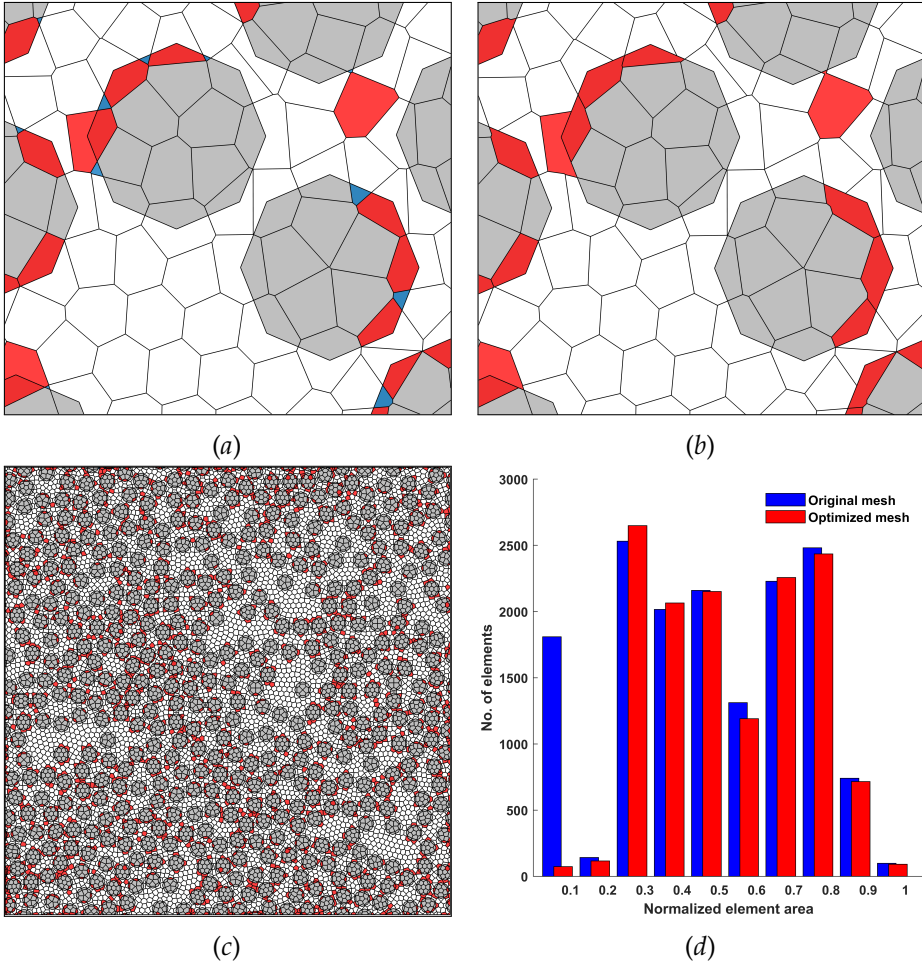 (a)
(b)
3000
2500
2000
1500
1000
500
0
No. of elements
Original mesh
Optimized mesh
0.1 0.2 0.3 0.4 0.5 0.6 0.7 0.8 0.9 1
Normalized element area
(c)
(d)